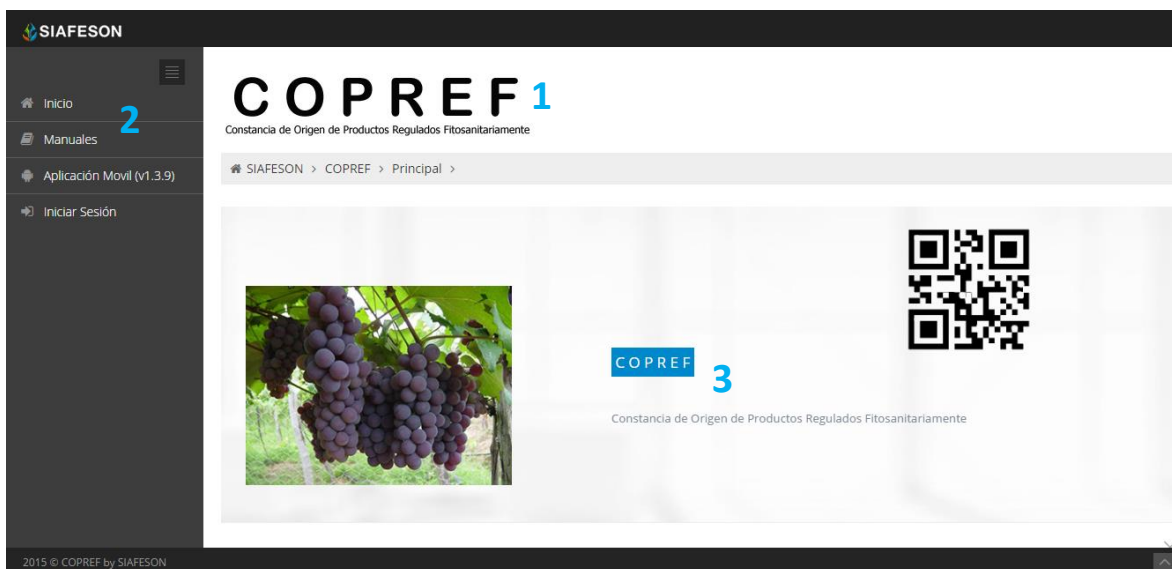 SIAFESON
Inicio
2
Manuales
Aplicación Movil (v1.3.9)
Iniciar Sesión
COPREF 1
Constancia de Origen de Productos Regulados Fitosanitariamente
SIAFESON > COPREF > Principal >
COPREF
3
Constancia de Origen de Productos Regulados Fitosanitariamente
2015 © COPREF by SIAFESON